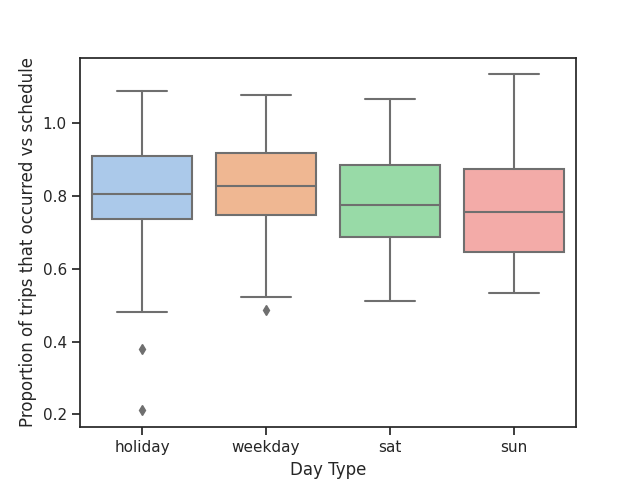 Proportion of trips that occurred vs schedule
1.0
0.8
0.6
0.4
0.2
holiday weekday sat sun
Day Type